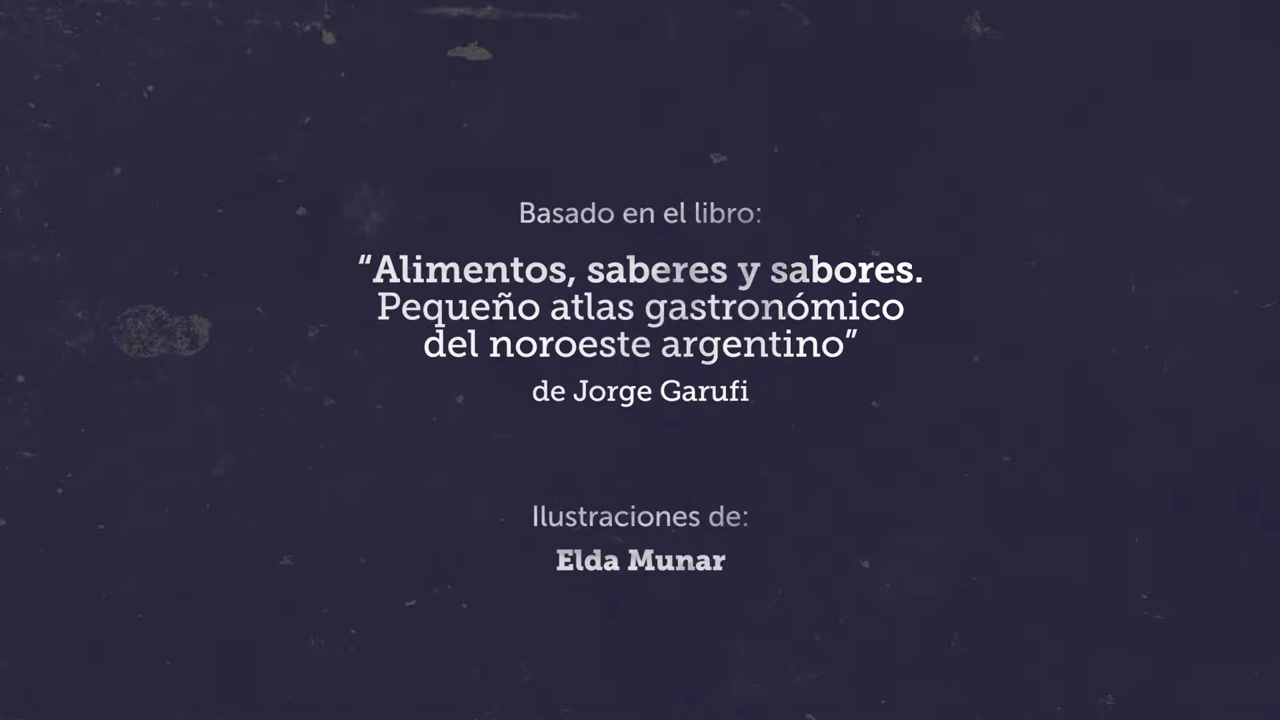 Basado en el libro:
“Alimentos, saberes y sabores.
Pequeño atlas gastronómico
del noroeste argentino”
de Jorge Garufi
Ilustraciones de:
Elda Munar